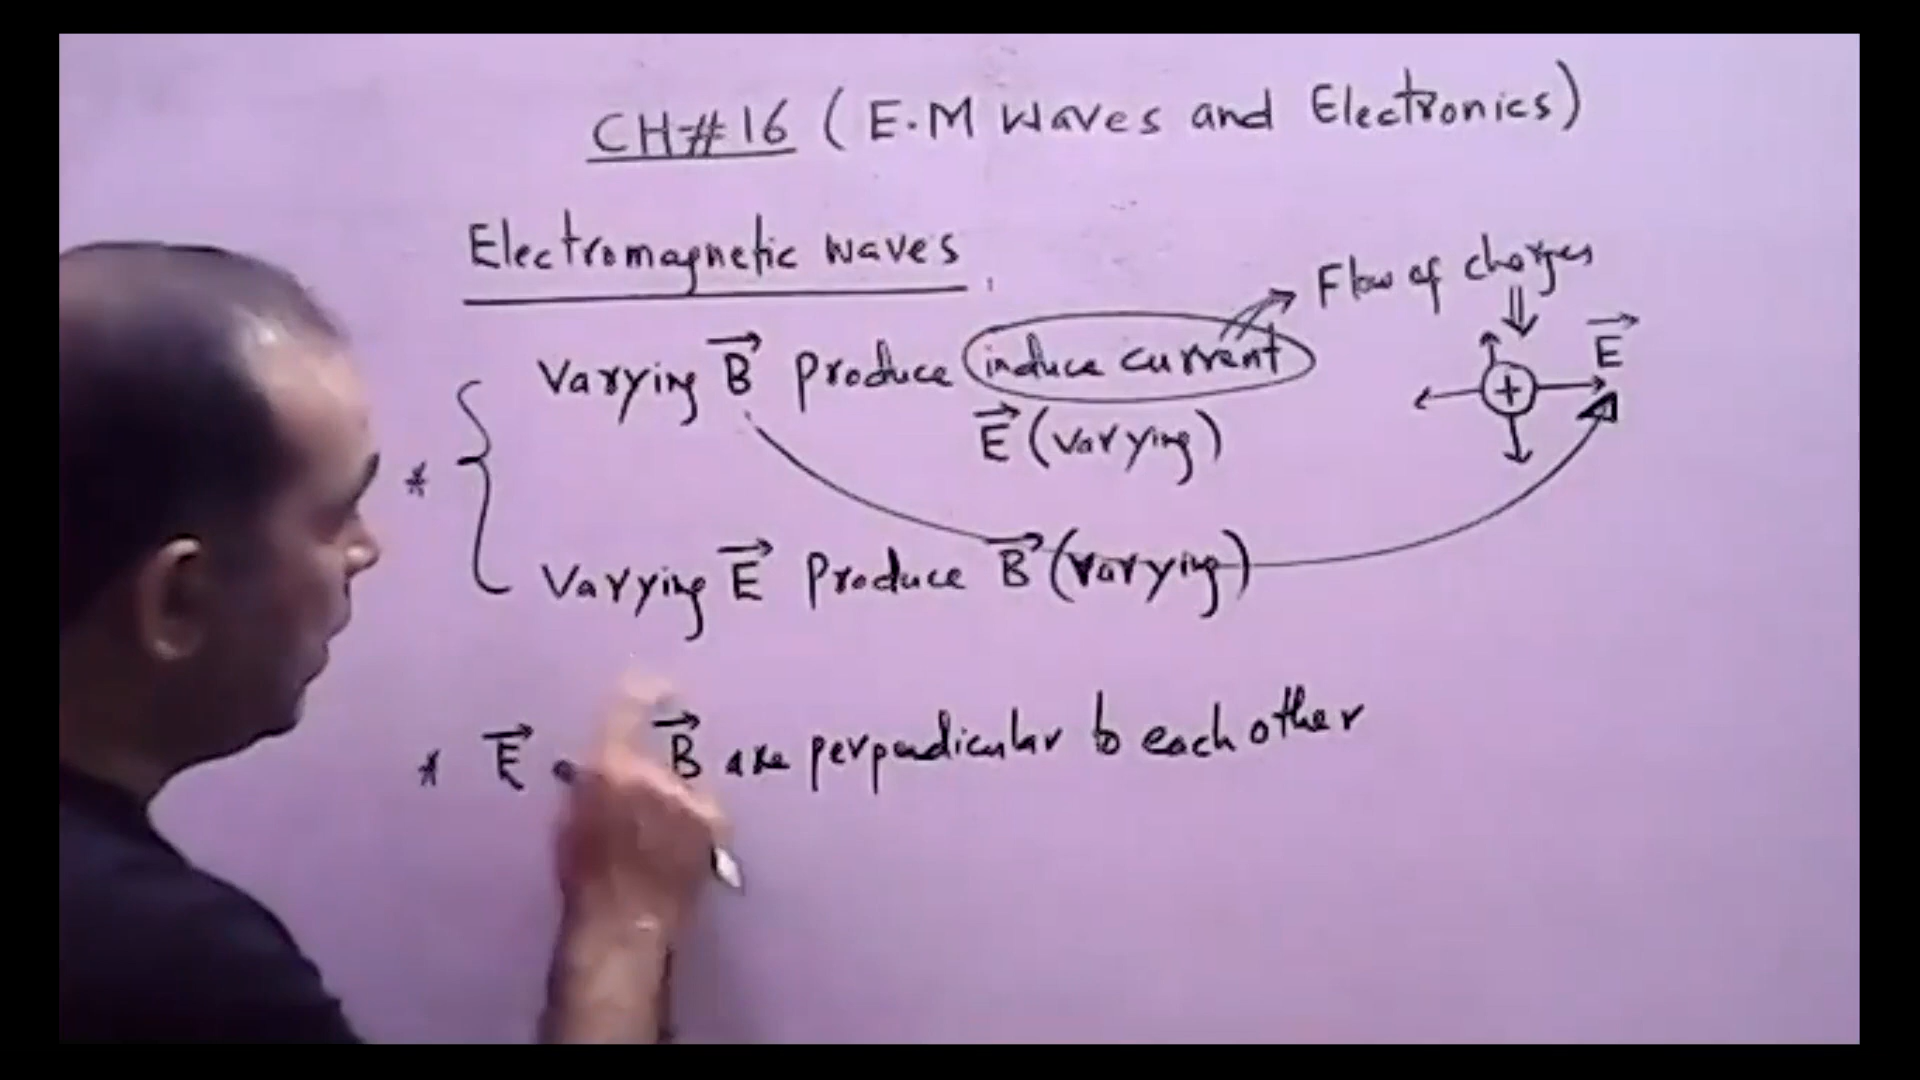 CH#16 (E.M Waves and Electronics)
Electromagnetic waves
Flow of charges
Varying B produce induce current
E (varying)
+ E
* Varying E produce B (varying)
* E B are perpendicular to each other